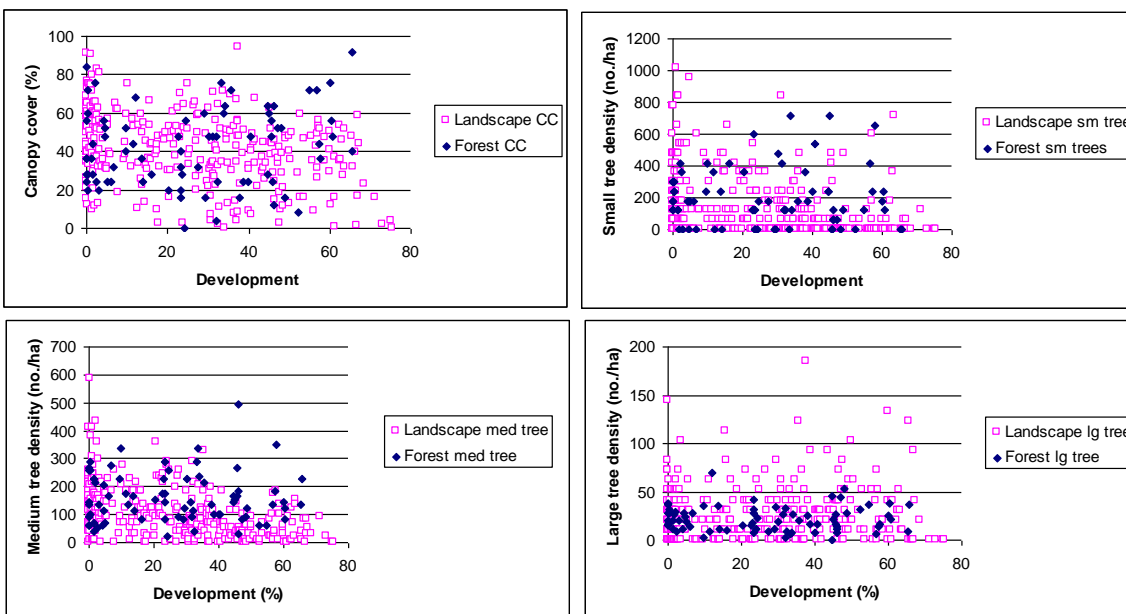 Canopy cover (%)
100
80
60
40
20
0
0 20 40 60 80
Development
Landscape CC
Forest CC
Small tree density (no./ha)
1200
1000
800
600
400
200
0
0 20 40 60 80
Development
Landscape sm tree
Forest sm trees
Medium tree density (no./ha)
700
600
500
400
300
200
100
0
0 20 40 60 80
Development (%)
Landscape med tree
Forest med tree
Large tree density (no./ha)
200
150
100
50
0
0 20 40 60 80
Development (%)
Landscape lg tree
Forest lg tree